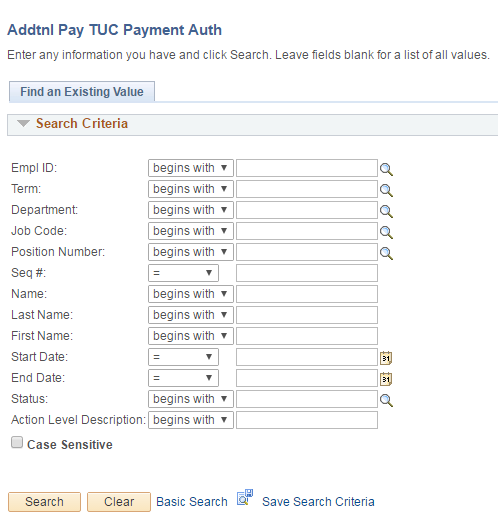 Addtnl Pay TUC Payment Auth
Enter any information you have and click Search. Leave fields blank for a list of all values.
Find an Existing Value
Search Criteria
Empl ID: begins with
Term: begins with
Department: begins with
Job Code: begins with
Position Number: begins with
Seq #: =
Name: begins with
Last Name: begins with
First Name: begins with
Start Date: = 31
End Date: = 31
Status: begins with
Action Level Description: begins with
Case Sensitive
Search Clear Basic Search Save Search Criteria